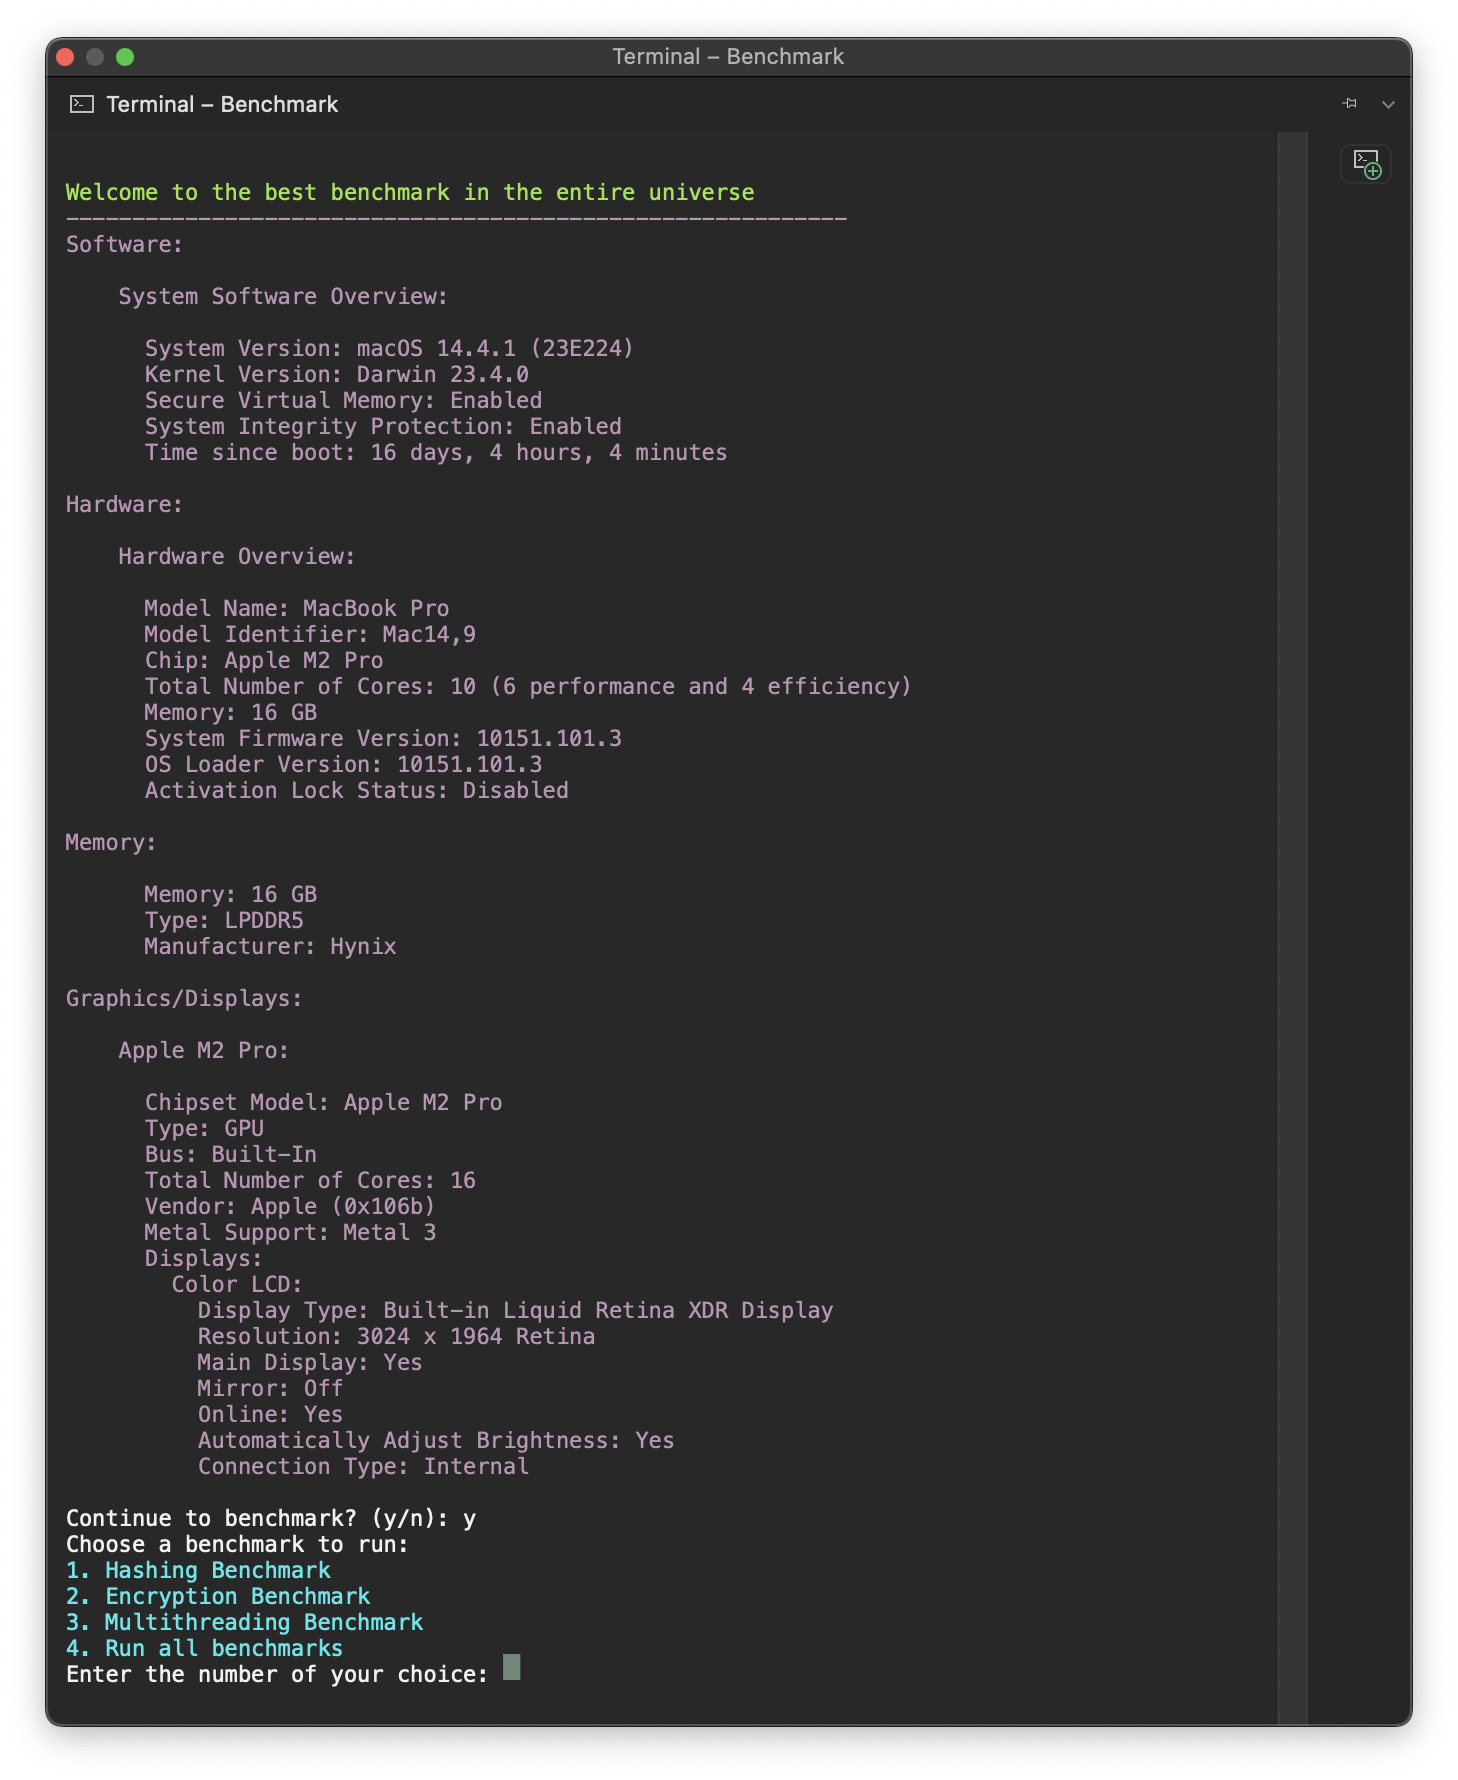 Terminal – Benchmark
Terminal – Benchmark
Welcome to the best benchmark in the entire universe
-----------------------------------------------------------
Software:
System Software Overview:
System Version: macOS 14.4.1 (23E224)
Kernel Version: Darwin 23.4.0
Secure Virtual Memory: Enabled
System Integrity Protection: Enabled
Time since boot: 16 days, 4 hours, 4 minutes
Hardware:
Hardware Overview:
Model Name: MacBook Pro
Model Identifier: Mac14,9
Chip: Apple M2 Pro
Total Number of Cores: 10 (6 performance and 4 efficiency)
Memory: 16 GB
System Firmware Version: 10151.101.3
OS Loader Version: 10151.101.3
Activation Lock Status: Disabled
Memory:
Memory: 16 GB
Type: LPDDR5
Manufacturer: Hynix
Graphics/Displays:
Apple M2 Pro:
Chipset Model: Apple M2 Pro
Type: GPU
Bus: Built-In
Total Number of Cores: 16
Vendor: Apple (0x106b)
Metal Support: Metal 3
Displays:
Color LCD:
Display Type: Built-in Liquid Retina XDR Display
Resolution: 3024 x 1964 Retina
Main Display: Yes
Mirror: Off
Online: Yes
Automatically Adjust Brightness: Yes
Connection Type: Internal
Continue to benchmark? (y/n): y
Choose a benchmark to run:
1. Hashing Benchmark
2. Encryption Benchmark
3. Multithreading Benchmark
4. Run all benchmarks
Enter the number of your choice: